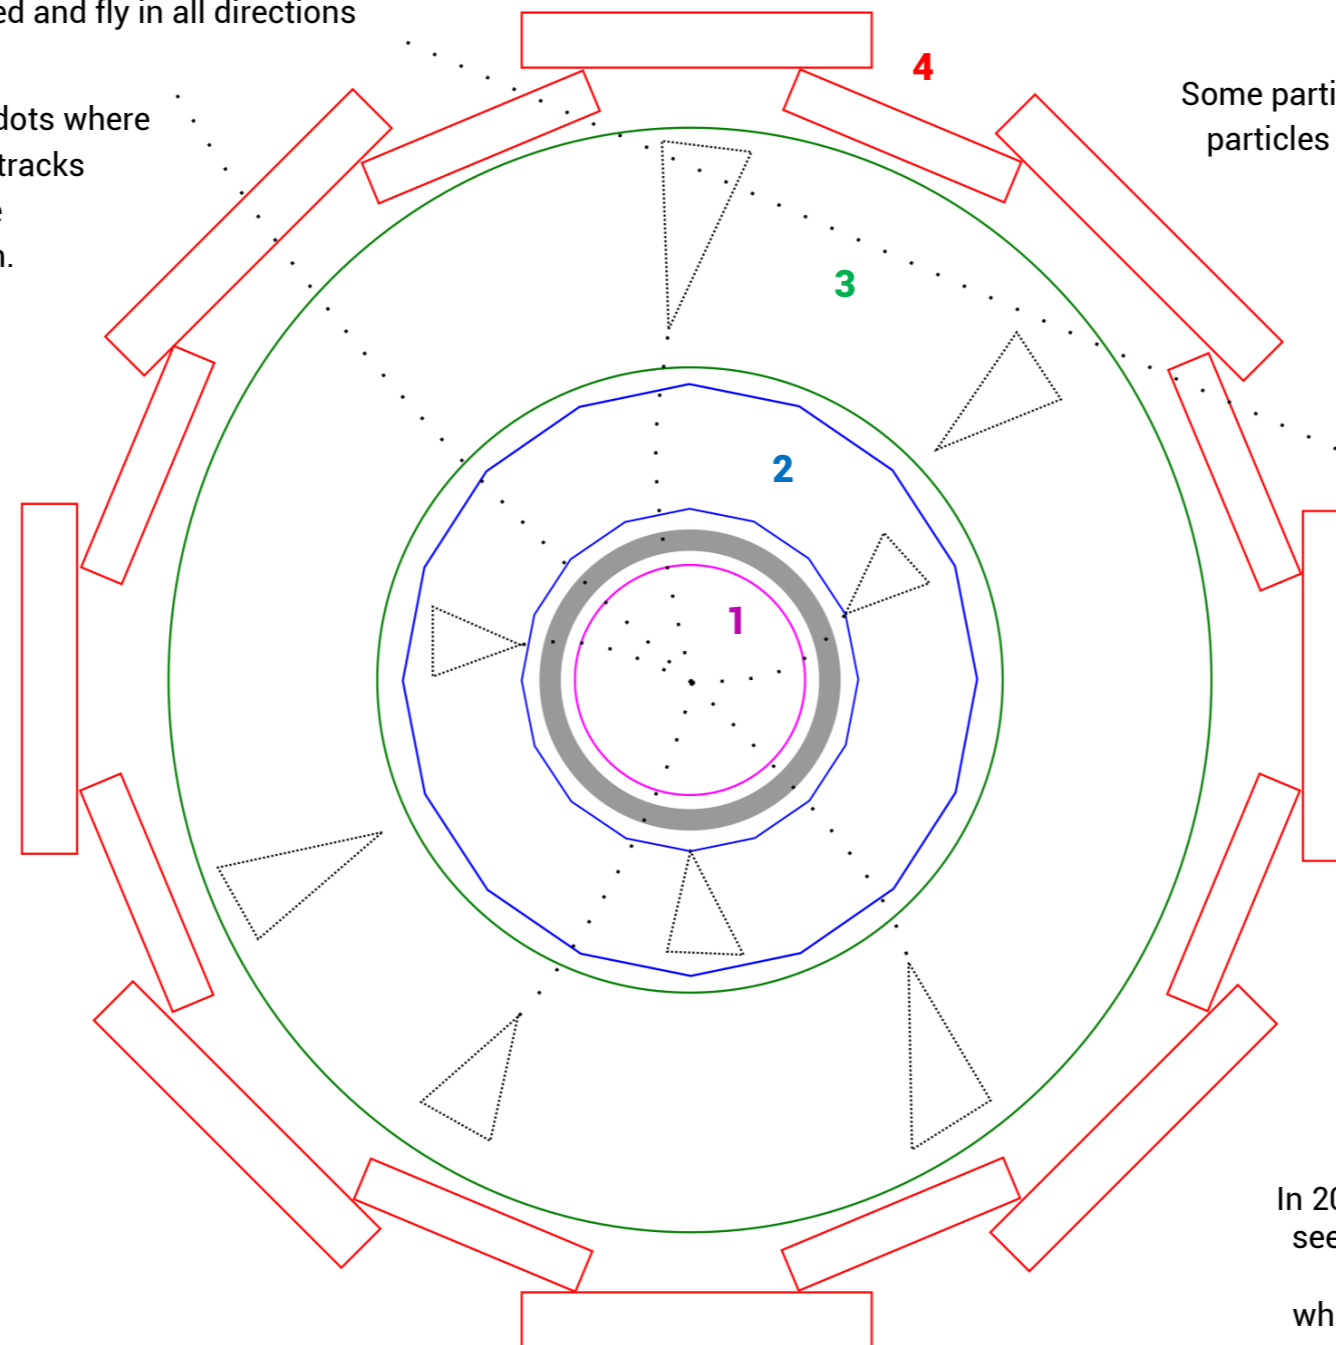 ed and fly in all directions
dots where
tracks
n.
Some parti
particles
1
2
3
4
In 20
see
wh